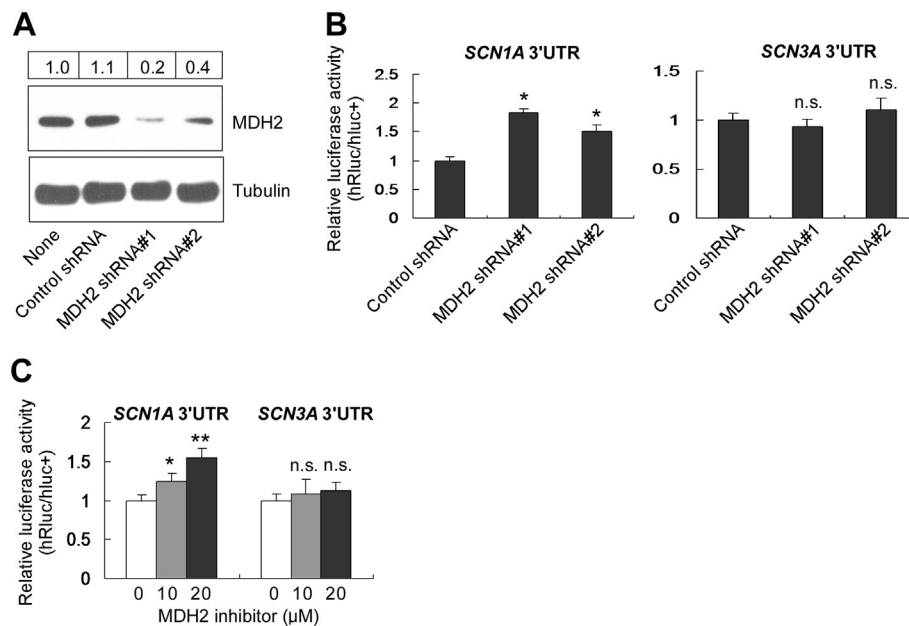 A
1.0 1.1 0.2 0.4
MDH2
Tubulin
None
Control shRNA
MDH2 shRNA#1
MDH2 shRNA#2
B
SCN1A 3'UTR
Relative luciferase activity
(hRluc/hluc+)
2.5
2
1.5
1
0.5
0
*
*
Control shRNA
MDH2 shRNA#1
MDH2 shRNA#2
SCN3A 3'UTR
1.5
1
0.5
0
n.s.
n.s.
Control shRNA
MDH2 shRNA#1
MDH2 shRNA#2
C
Relative luciferase activity
(hRluc/hluc+)
SCN1A 3'UTR SCN3A 3'UTR
2
1.5
1
0.5
0
* ** n.s. n.s.
0 10 20 0 10 20
MDH2 inhibitor (µM)